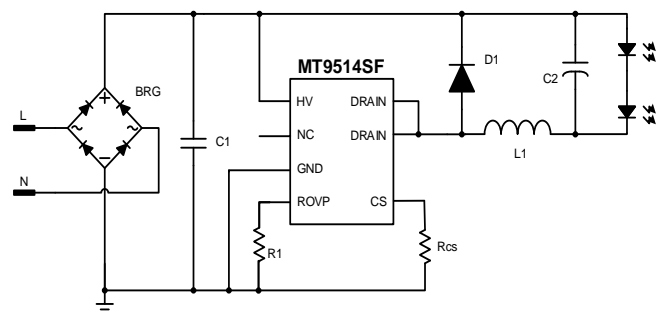 MT9514SF
D1
C2
BRG
+
HV
DRAIN
L
~
~
NC
DRAIN
C1
L1
−
GND
N
ROVP
CS
R1
Rcs